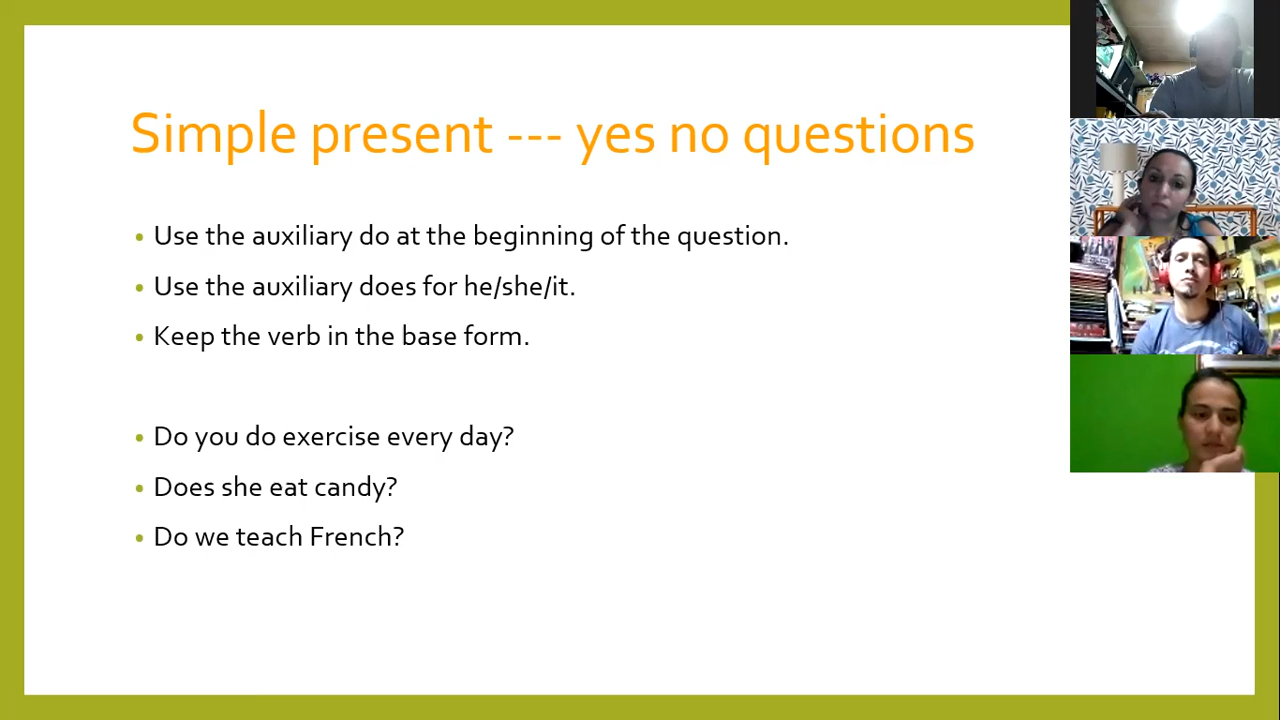 Simple present --- yes no questions
Use the auxiliary do at the beginning of the question.
Use the auxiliary does for he/she/it.
Keep the verb in the base form.
Do you do exercise every day?
Does she eat candy?
Do we teach French?